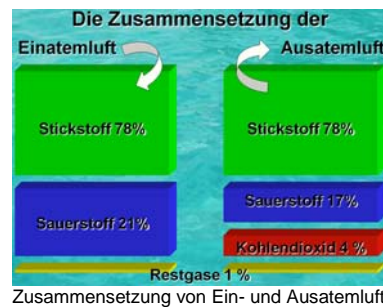 Die Zusammensetzung der
Einatemluft
Ausatemluft
Stickstoff 78%
Stickstoff 78%
Sauerstoff 21%
Sauerstoff 17%
Kohlendioxid 4 %
Restgase 1 %
Zusammensetzung von Ein- und Ausatemluft